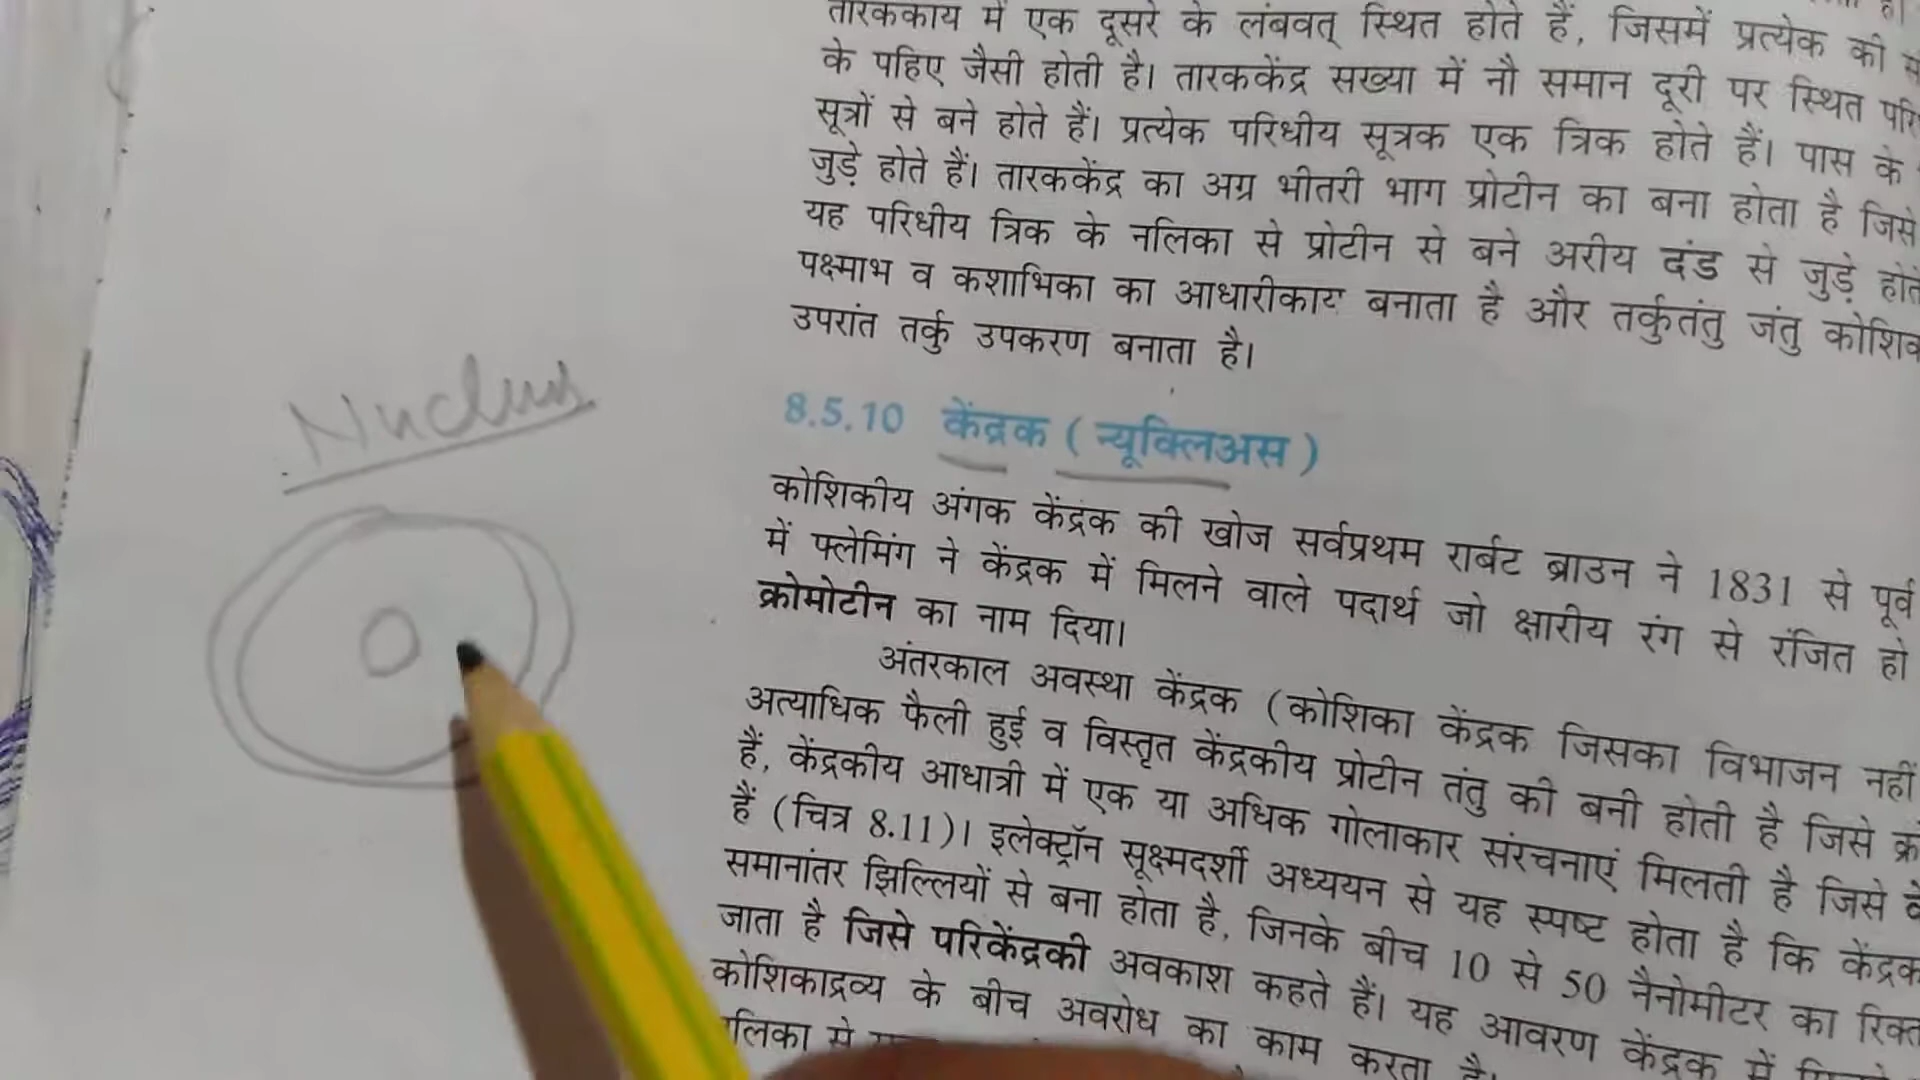 तारककाय में एक दूसरे के लंबवत् स्थित होते हैं, जिसमें प्रत्येक की
के पहिए जैसी होती है। तारककेंद्र सख्या में नौ समान दूरी पर स्थित
सूत्रों से बने होते हैं। प्रत्येक परिधीय सूत्रक एक त्रिक होते हैं। पास के
जुड़े होते हैं। तारककेंद्र का अग्र भीतरी भाग प्रोटीन का बना होता है जिसे
यह परिधीय त्रिक के नलिका से प्रोटीन से बने अरीय दंड से जुड़े होते
पक्ष्माभ व कशाभिका का आधारीकाय बनाता है और तर्कुतंतु जंतु
उपरांत तर्कु उपकरण बनाता है।
Nucleus
8.5.10 केंद्रक ( न्यूक्लिअस )
कोशिकीय अंगक केंद्रक की खोज सर्वप्रथम रार्बट ब्राउन ने 1831 से पूर्व
में फ्लेमिंग ने केंद्रक में मिलने वाले पदार्थ जो क्षारीय रंग से रंजित हो
क्रोमोटीन का नाम दिया।
अंतरकाल अवस्था केंद्रक (कोशिका केंद्रक जिसका विभाजन नहीं
अत्याधिक फैली हुई व विस्तृत केंद्रकीय प्रोटीन तंतु की बनी होती है जिसे
हैं, केंद्रकीय आधात्री में एक या अधिक गोलाकार संरचनाएं मिलती है जिसे
हैं (चित्र 8.11)। इलेक्ट्रॉन सूक्ष्मदर्शी अध्ययन से यह स्पष्ट होता है कि केंद्रक
समानांतर झिल्लियों से बना होता है, जिनके बीच 10 से 50 नैनोमीटर का रिक्त
जाता है जिसे परिकेंद्रकी अवकाश कहते हैं। यह आवरण केंद्रक में
कोशिकाद्रव्य के बीच अवरोध का काम करता है।